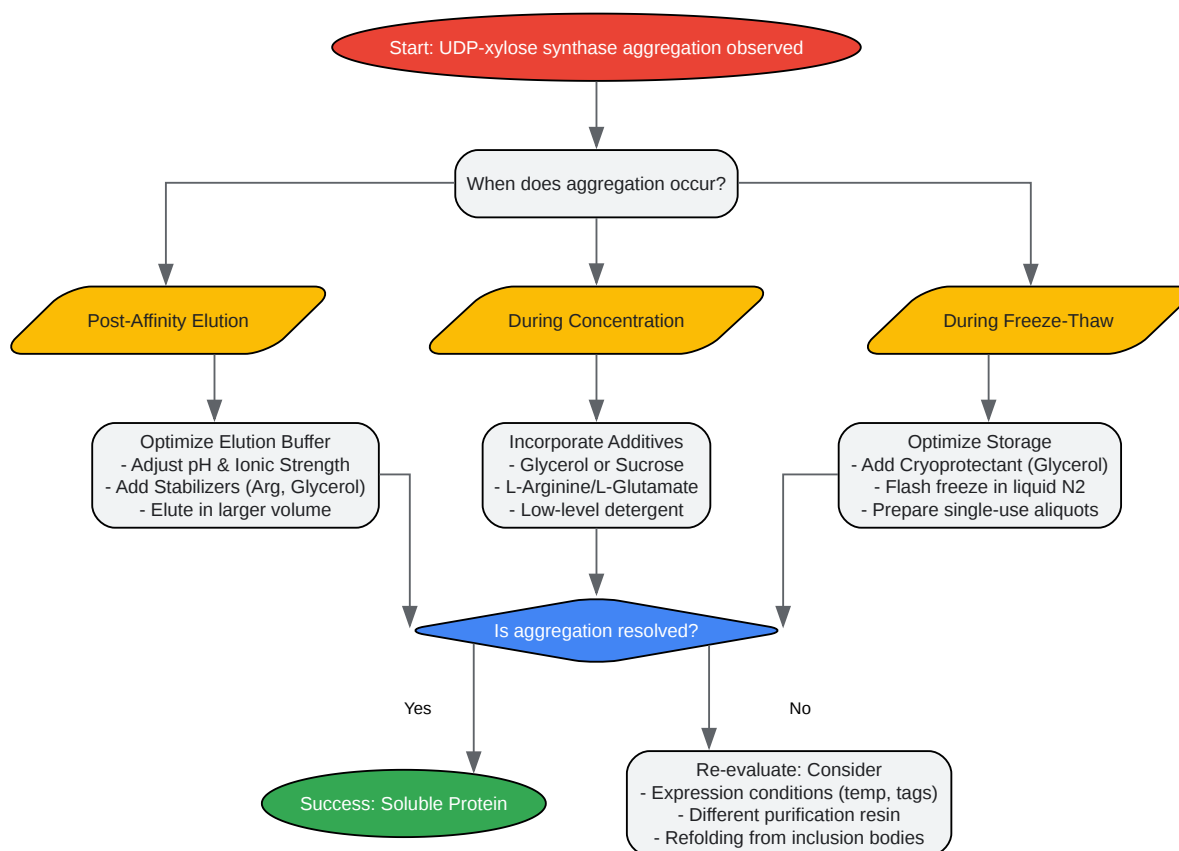 Start: UDP-xylose synthase aggregation observed
When does aggregation occur?
Post-Affinity Elution
During Concentration
During Freeze-Thaw
Optimize Elution Buffer
- Adjust pH & Ionic Strength
- Add Stabilizers (Arg, Glycerol)
- Elute in larger volume
Incorporate Additives
- Glycerol or Sucrose
- L-Arginine/L-Glutamate
- Low-level detergent
Optimize Storage
- Add Cryoprotectant (Glycerol)
- Flash freeze in liquid N2
- Prepare single-use aliquots
Is aggregation resolved?
Yes
No
Success: Soluble Protein
Re-evaluate: Consider
- Expression conditions (temp, tags)
- Different purification resin
- Refolding from inclusion bodies